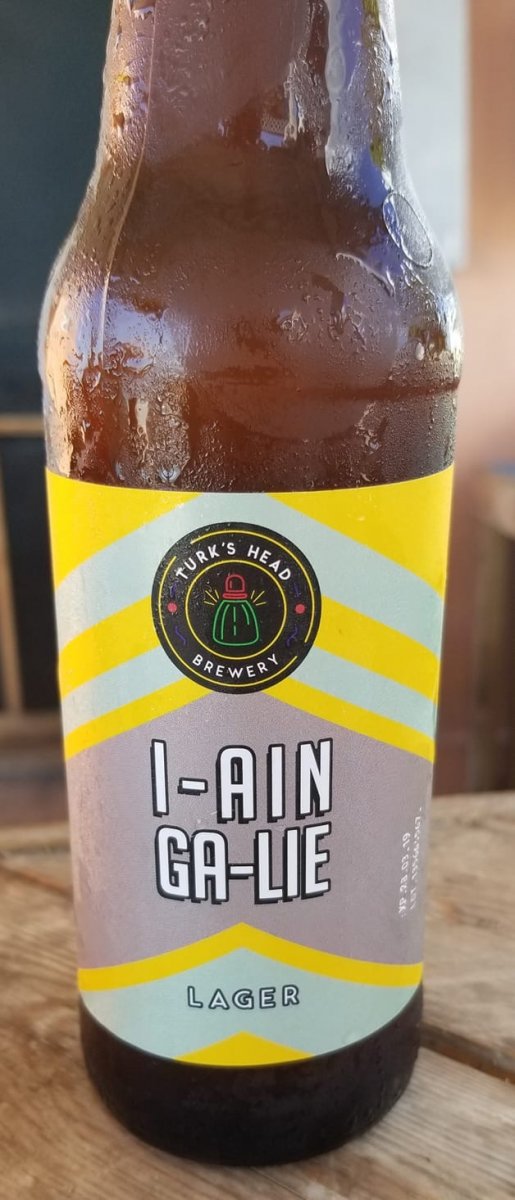 TURK'S HEAD
BREWERY
I-AIN
GA-LIE
LAGER